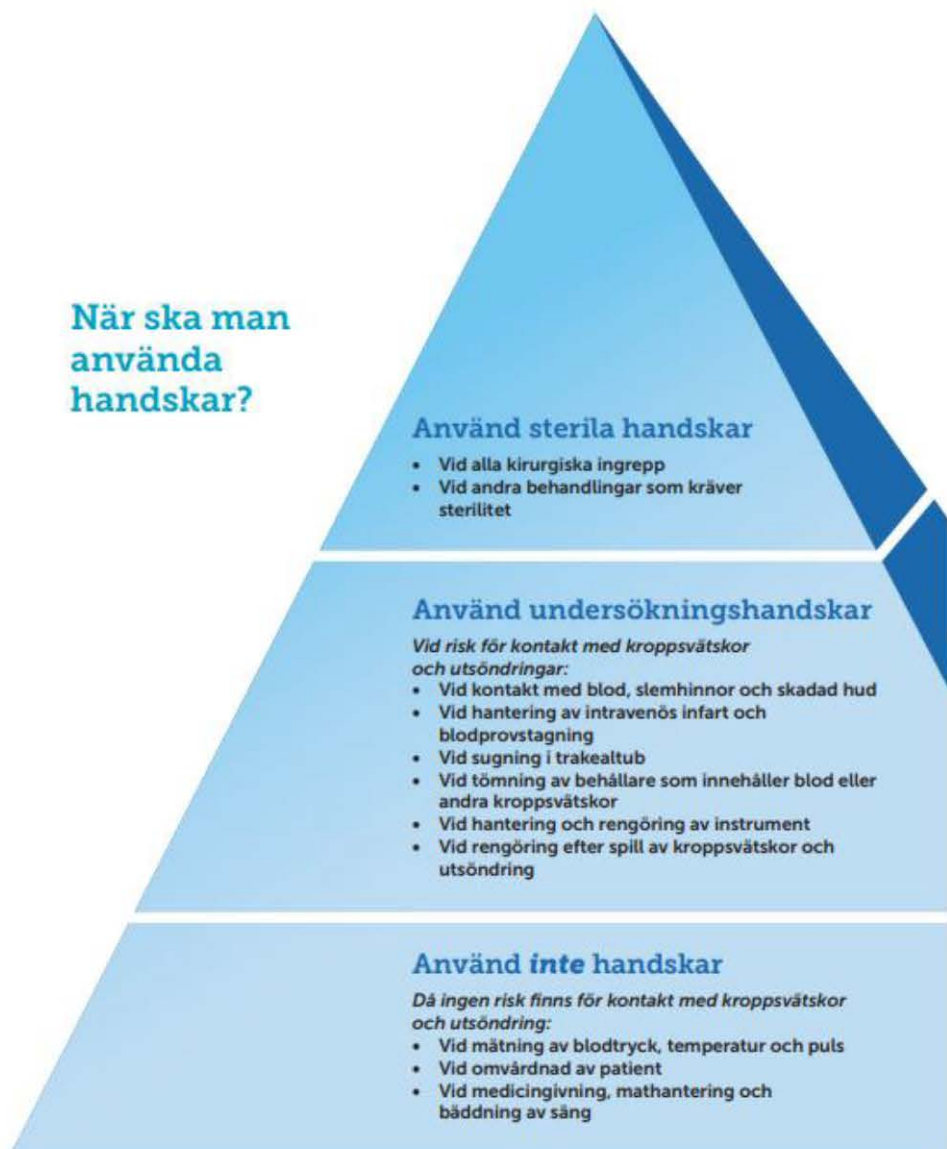 När ska man
använda
handskar?
Använd sterila handskar
• Vid alla kirurgiska ingrepp
• Vid andra behandlingar som kräver
sterilitet
Använd undersökningshandskar
Vid risk för kontakt med kroppsvätskor
och utsöndringar:
• Vid kontakt med blod, slemhinnor och skadad hud
• Vid hantering av intravenös infart och
blodprovstagning
• Vid sugning i trakealtub
• Vid tömning av behållare som innehåller blod eller
andra kroppsvätskor
• Vid hantering och rengöring av instrument
• Vid rengöring efter spill av kroppsvätskor och
utsöndring
Använd inte handskar
Då ingen risk finns för kontakt med kroppsvätskor
och utsöndring:
• Vid mätning av blodtryck, temperatur och puls
• Vid omvårdnad av patient
• Vid medicingivning, mathantering och
bäddning av säng